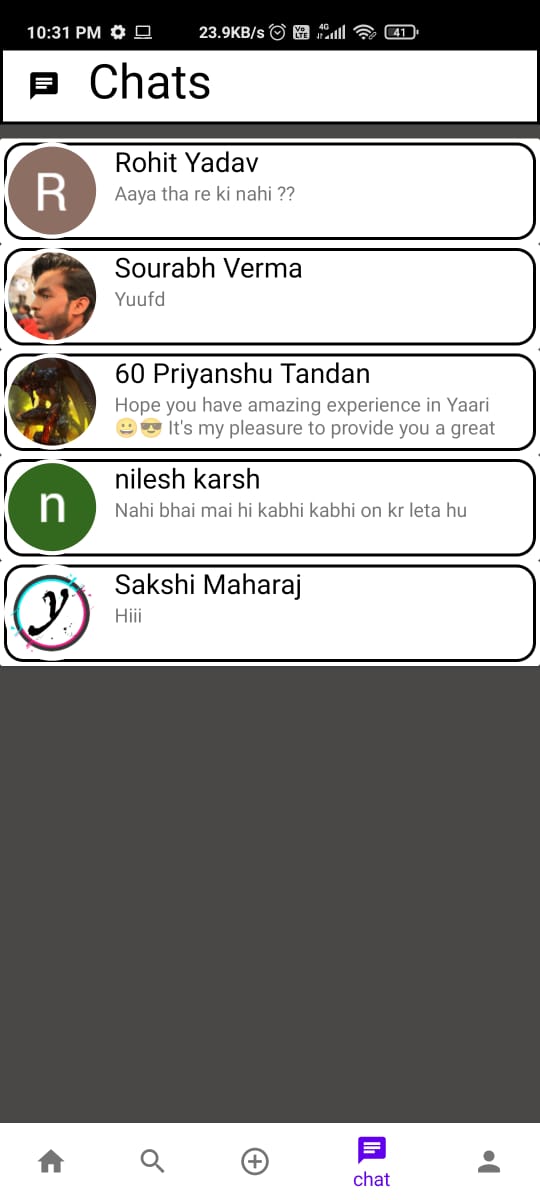 10:31 PM 23.9KB/s Vo LTE 4G 41
Chats
R
Rohit Yadav
Aaya tha re ki nahi ??
Sourabh Verma
Yuufd
60 Priyanshu Tandan
Hope you have amazing experience in Yaari
😀😎 It's my pleasure to provide you a great
n
nilesh karsh
Nahi bhai mai hi kabhi kabhi on kr leta hu
y
Sakshi Maharaj
Hiii
chat